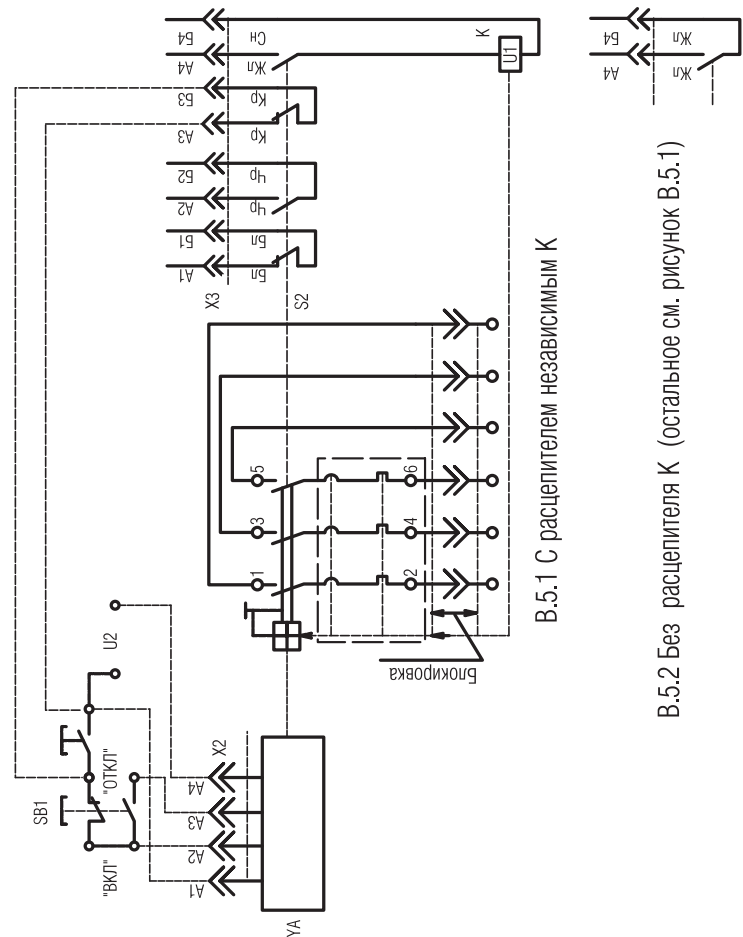 Б4
Сн
К
А4
Жл
U1
Б3
Кр
А3
Кр
Б2
Чр
А2
Чр
Б1
Бл
А1
Бл
X3
S2
Б4
Жл
А4
Жл
1
3
5
2
4
6
Блокировка
U2
SB1
"ОТКЛ"
"ВКЛ"
X2
А4
А3
А2
А1
YA
В.5.1 С расцепителем независимым К
В.5.2 Без расцепителя К (остальное см. рисунок В.5.1)